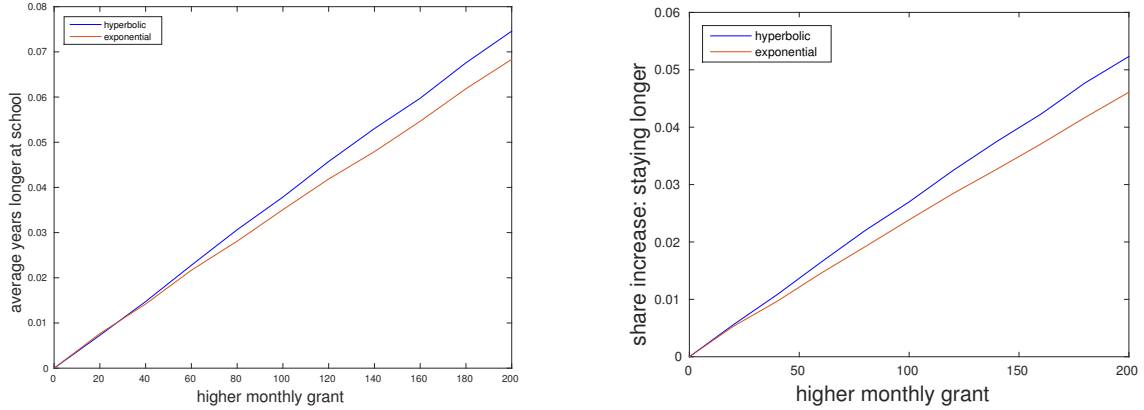 0.08
0.07
0.06
0.05
0.04
0.03
0.02
0.01
0
average years longer at school
hyperbolic
exponential
0 20 40 60 80 100 120 140 160 180 200
higher monthly grant
0.06
0.05
0.04
0.03
0.02
0.01
0
share increase: staying longer
hyperbolic
exponential
0 50 100 150 200
higher monthly grant